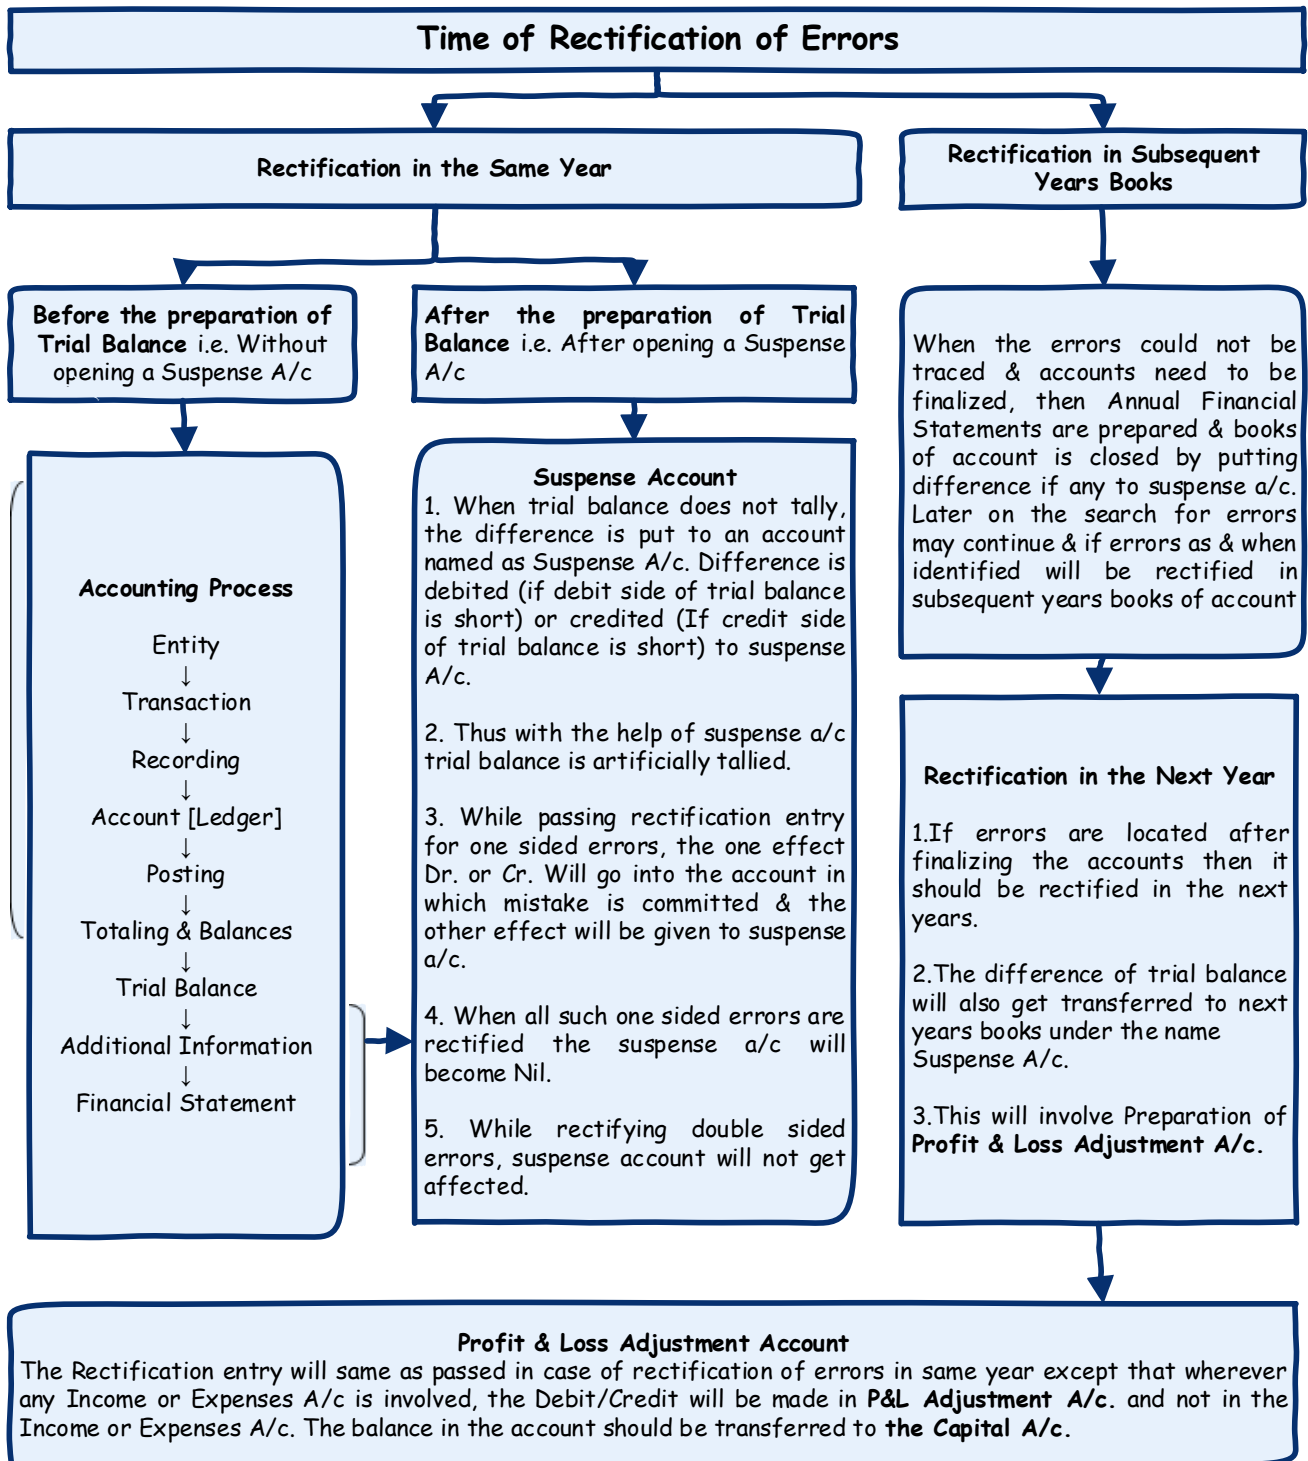 Time of Rectification of Errors
Rectification in the Same Year
Rectification in Subsequent
Years Books
Before the preparation of
Trial Balance i.e. Without
opening a Suspense A/c
After the preparation of Trial
Balance i.e. After opening a Suspense
A/c
When the errors could not be
traced & accounts need to be
finalized, then Annual Financial
Statements are prepared & books
of account is closed by putting
difference if any to suspense a/c.
Later on the search for errors
may continue & if errors as & when
identified will be rectified in
subsequent years books of account
Accounting Process
Entity
↓
Transaction
↓
Recording
↓
Account [Ledger]
↓
Posting
↓
Totaling & Balances
↓
Trial Balance
↓
Additional Information
↓
Financial Statement
Suspense Account
1. When trial balance does not tally,
the difference is put to an account
named as Suspense A/c. Difference is
debited (if debit side of trial balance
is short) or credited (If credit side
of trial balance is short) to suspense
A/c.
2. Thus with the help of suspense a/c
trial balance is artificially tallied.
3. While passing rectification entry
for one sided errors, the one effect
Dr. or Cr. Will go into the account in
which mistake is committed & the
other effect will be given to suspense
a/c.
4. When all such one sided errors are
rectified the suspense a/c will
become Nil.
5. While rectifying double sided
errors, suspense account will not get
affected.
Rectification in the Next Year
1.If errors are located after
finalizing the accounts then it
should be rectified in the next
years.
2.The difference of trial balance
will also get transferred to next
years books under the name
Suspense A/c.
3.This will involve Preparation of
Profit & Loss Adjustment A/c.
Profit & Loss Adjustment Account
The Rectification entry will same as passed in case of rectification of errors in same year except that wherever
any Income or Expenses A/c is involved, the Debit/Credit will be made in P&L Adjustment A/c. and not in the
Income or Expenses A/c. The balance in the account should be transferred to the Capital A/c.